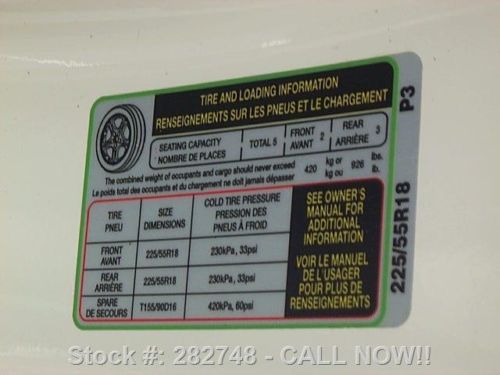 TIRE AND LOADING INFORMATION
RENSEIGNEMENTS SUR LES PNEUS ET LE CHARGEMENT
SEATING CAPACITY
NOMBRE DE PLACES
TOTAL 5
FRONT
AVANT 2
REAR
ARRIÈRE 3
The combined weight of occupants and cargo should never exceed
Le poids total des occupants et du chargement ne doit jamais dépasser
420 kg or
kg ou
926 lbs.
lb.
TIRE
PNEU
SIZE
DIMENSIONS
COLD TIRE PRESSURE
PRESSION DES
PNEUS À FROID
FRONT
AVANT
225/55R18
230kPa, 33psi
REAR
ARRIÈRE
225/55R18
230kPa, 33psi
SPARE
DE SECOURS
T155/90D16
420kPa, 60psi
SEE OWNER'S
MANUAL FOR
ADDITIONAL
INFORMATION
VOIR LE MANUEL
DE L'USAGER
POUR PLUS DE
RENSEIGNEMENTS
225/55R18 P3
Stock #: 282748 - CALL NOW!!